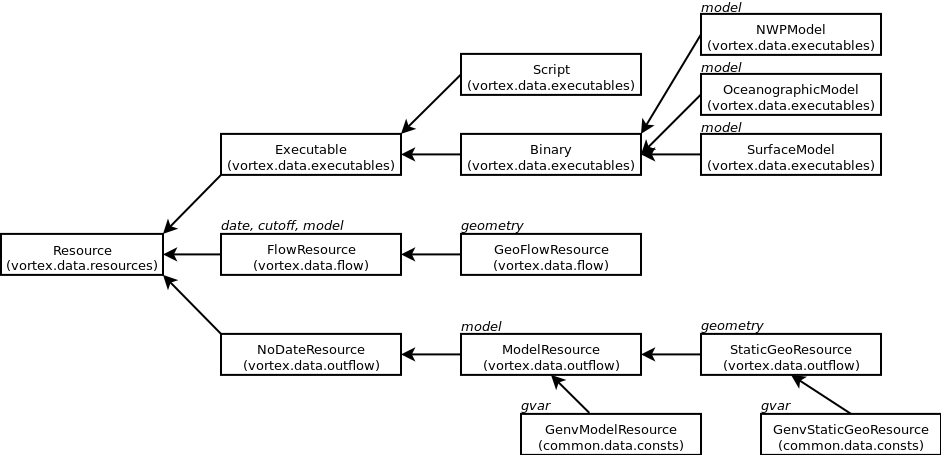 model
NWPModel
(vortex.data.executables)
Script
(vortex.data.executables)
model
OceanographicModel
(vortex.data.executables)
model
Executable
(vortex.data.executables)
Binary
(vortex.data.executables)
SurfaceModel
(vortex.data.executables)
date, cutoff, model
geometry
Resource
(vortex.data.resources)
FlowResource
(vortex.data.flow)
GeoFlowResource
(vortex.data.flow)
model
geometry
NoDateResource
(vortex.data.outflow)
ModelResource
(vortex.data.outflow)
StaticGeoResource
(vortex.data.outflow)
gvar
gvar
GenvModelResource
(common.data.consts)
GenvStaticGeoResource
(common.data.consts)